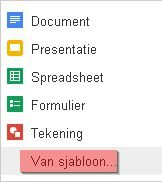 Document
Presentatie
Spreadsheet
Formulier
Tekening
Van sjabloon...